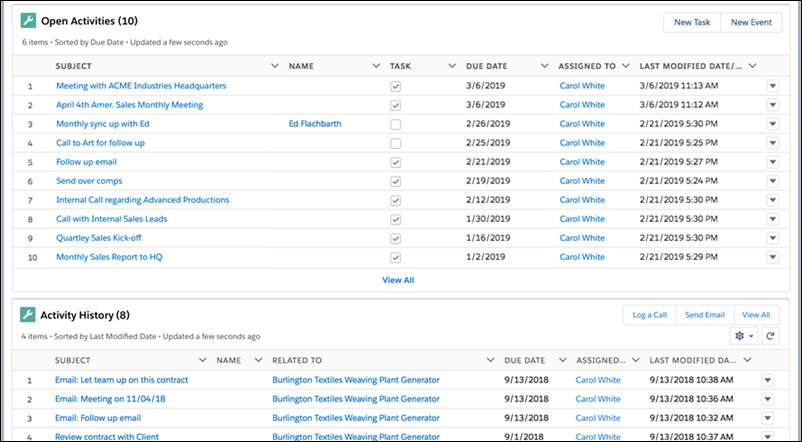 Open Activities (10)
New Task
New Event
6 items • Sorted by Due Date • Updated a few seconds ago
SUBJECT NAME TASK DUE DATE ASSIGNED TO LAST MODIFIED DATE/...
1 Meeting with ACME Industries Headquarters 3/6/2019 Carol White 3/6/2019 11:13 AM
2 April 4th Amer. Sales Monthly Meeting 3/6/2019 Carol White 3/6/2019 11:12 AM
3 Monthly sync up with Ed Ed Flachbarth 2/26/2019 Carol White 2/21/2019 5:30 PM
4 Call to Art for follow up 2/25/2019 Carol White 2/21/2019 5:25 PM
5 Follow up email 2/21/2019 Carol White 2/21/2019 5:27 PM
6 Send over comps 2/19/2019 Carol White 2/21/2019 5:24 PM
7 Internal Call regarding Advanced Productions 2/12/2019 Carol White 2/21/2019 5:30 PM
8 Call with Internal Sales Leads 1/30/2019 Carol White 2/21/2019 5:30 PM
9 Quartley Sales Kick-off 1/16/2019 Carol White 2/21/2019 5:30 PM
10 Monthly Sales Report to HQ 1/2/2019 Carol White 2/21/2019 5:29 PM
View All
Activity History (8)
Log a Call
Send Email
View All
4 items • Sorted by Last Modified Date • Updated a few seconds ago
SUBJECT NAME RELATED TO DUE DATE ASSIGNED... LAST MODIFIED DA...
1 Email: Let team up on this contract Burlington Textiles Weaving Plant Generator 9/13/2018 Carol White 9/13/2018 10:38 AM
2 Email: Meeting on 11/04/18 Burlington Textiles Weaving Plant Generator 9/13/2018 Carol White 9/13/2018 10:36 AM
3 Email: Follow up email Burlington Textiles Weaving Plant Generator 9/13/2018 Carol White 9/13/2018 10:32 AM
4 Review contract with Client Burlington Textiles Weaving Plant Generator 9/1/2018 Carol White 9/13/2018 10:37 AM